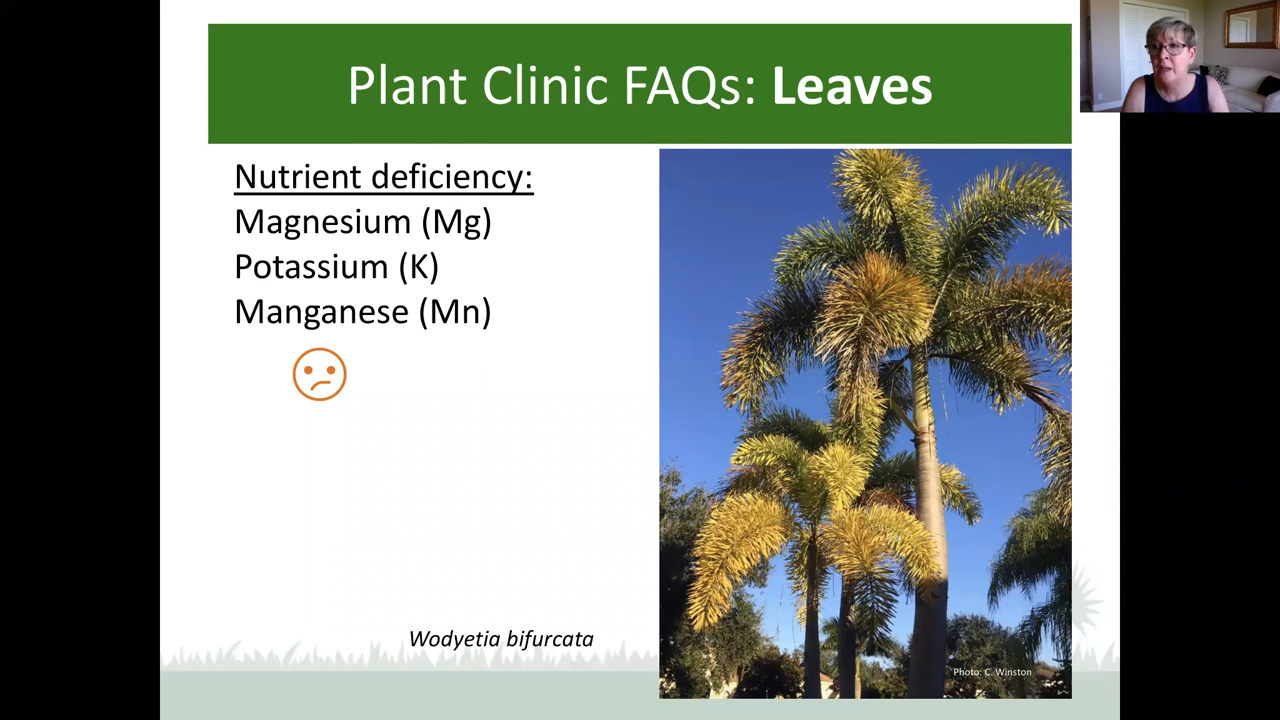 Plant Clinic FAQs: Leaves
Nutrient deficiency:
Magnesium (Mg)
Potassium (K)
Manganese (Mn)
Wodyetia bifurcata
Photo: C. Winston